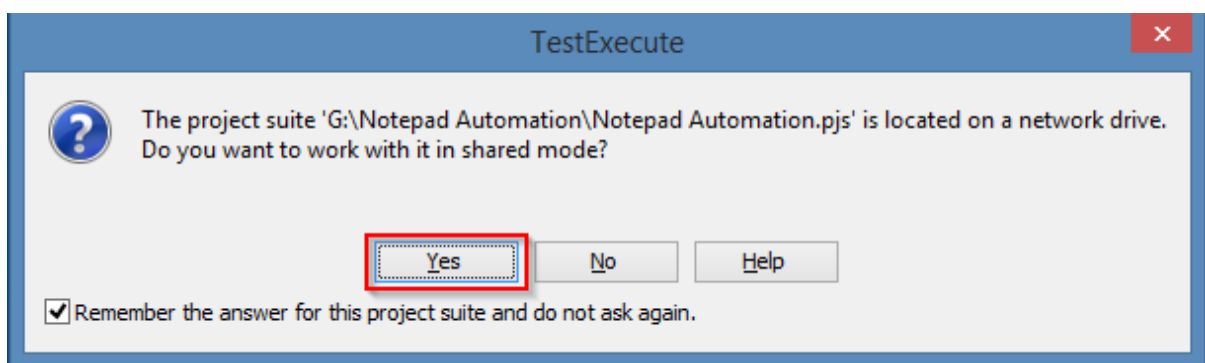 TestExecute
The project suite 'G:\Notepad Automation\Notepad Automation.pjs' is located on a network drive.
Do you want to work with it in shared mode?
Yes No Help
Remember the answer for this project suite and do not ask again.